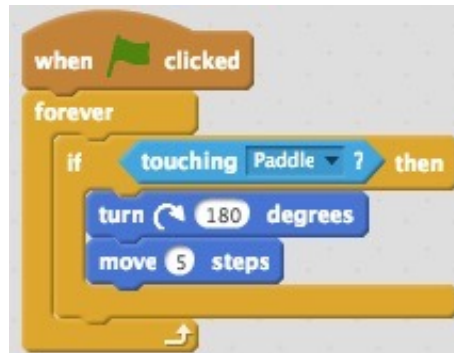 when clicked
forever
if touching Paddle ? then
turn 180 degrees
move 5 steps